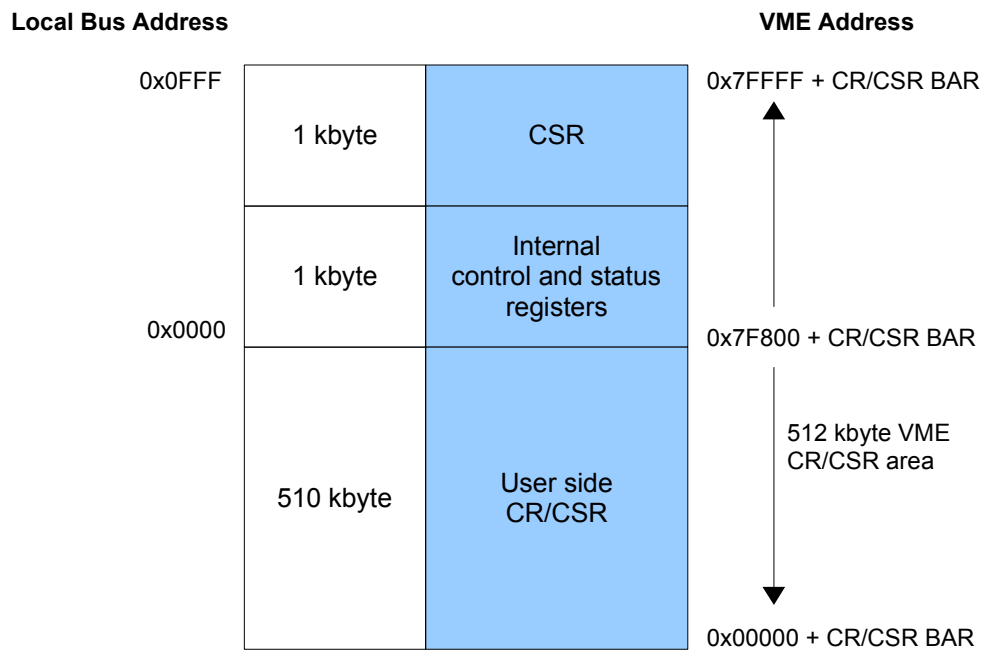 Local Bus Address
VME Address
0x0FFF
0x7FFFF + CR/CSR BAR
1 kbyte
CSR
1 kbyte
Internal
control and status
registers
0x0000
0x7F800 + CR/CSR BAR
512 kbyte VME
CR/CSR area
510 kbyte
User side
CR/CSR
0x00000 + CR/CSR BAR